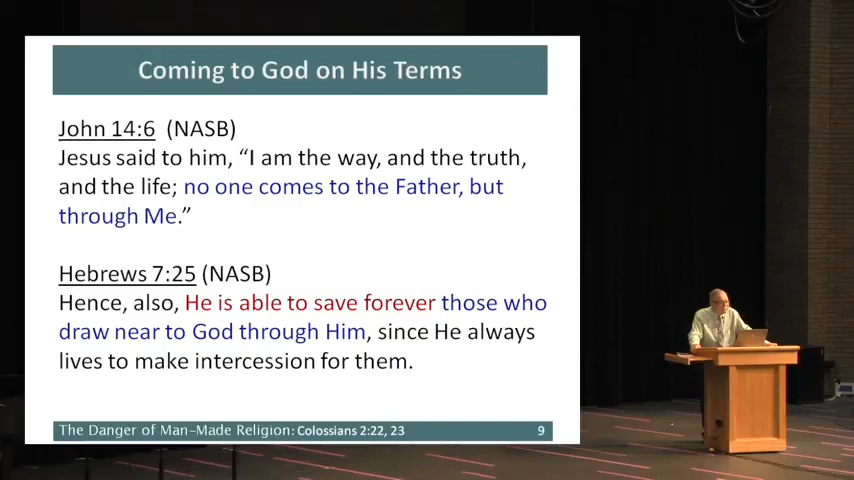 Coming to God on His Terms
John 14:6 (NASB)
Jesus said to him, “I am the way, and the truth,
and the life; no one comes to the Father, but
through Me.”
Hebrews 7:25 (NASB)
Hence, also, He is able to save forever those who
draw near to God through Him, since He always
lives to make intercession for them.
The Danger of Man-Made Religion: Colossians 2:22, 23 9